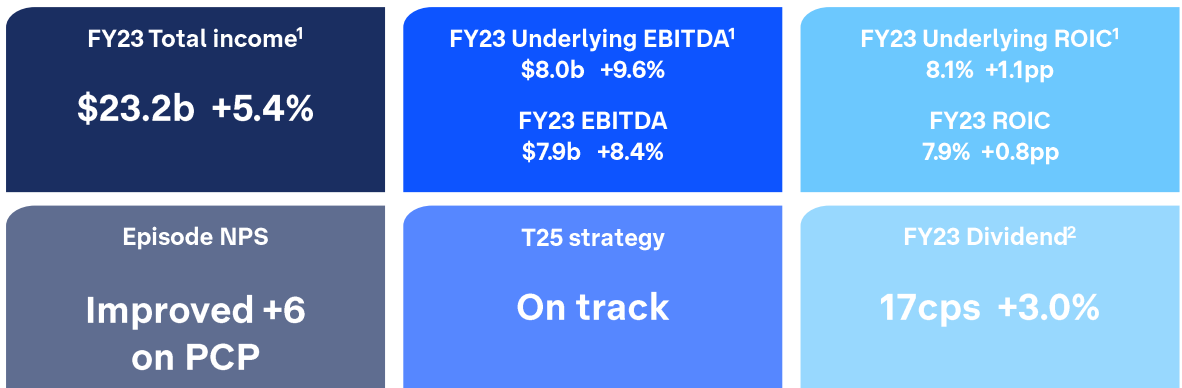 FY23 Total income¹
$23.2b +5.4%
FY23 Underlying EBITDA¹
$8.0b +9.6%
FY23 EBITDA
$7.9b +8.4%
FY23 Underlying ROIC¹
8.1% +1.1pp
FY23 ROIC
7.9% +0.8pp
Episode NPS
Improved +6
on PCP
T25 strategy
On track
FY23 Dividend²
17cps +3.0%